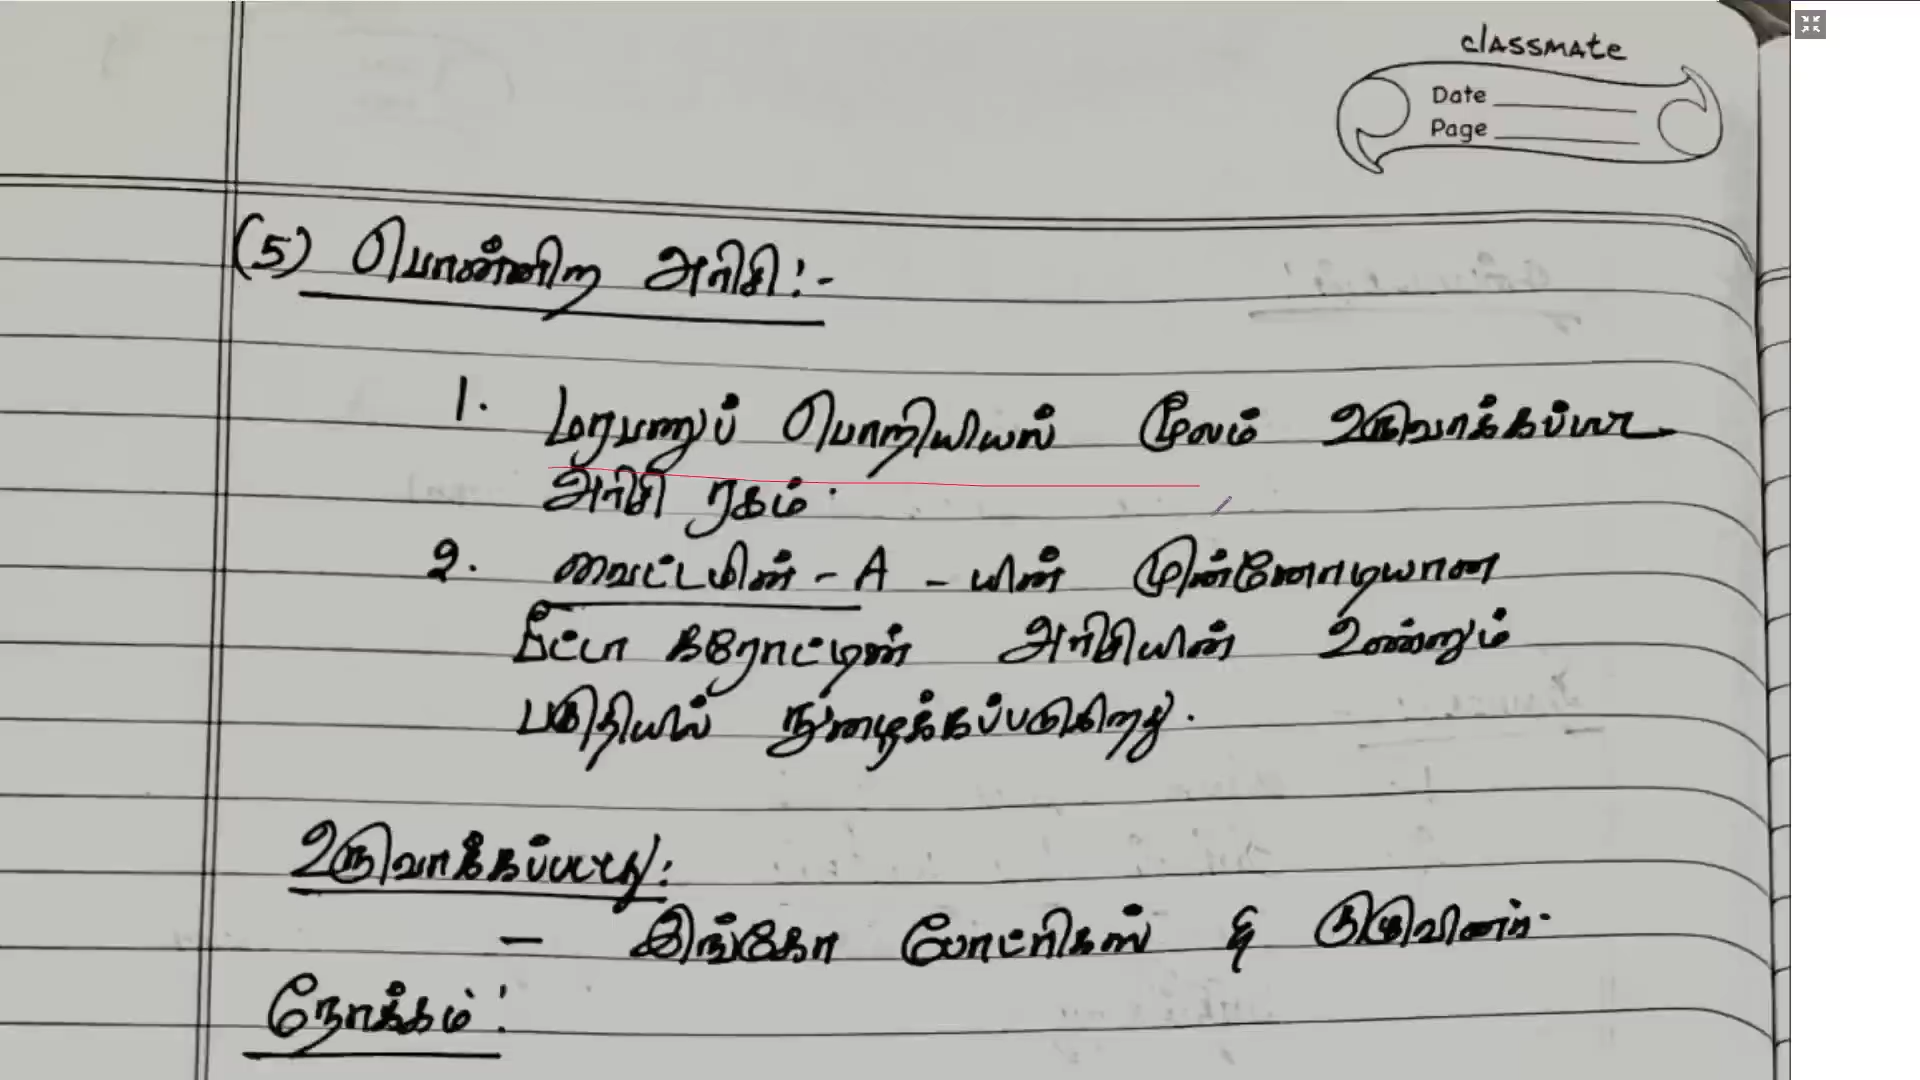 classmate
Date
Page
(5) பொன்னிற அரிசி:-
1. மரபணுப் பொறியியல் மூலம் உருவாக்கப்பட்ட
அரிசி ரகம்.
2. வைட்டமின் - A - யின் முன்னோடியான
பீட்டா கரோட்டின் அரிசியின் உண்ணும்
பகுதியில் நுழைக்கப்படுகிறது.
உருவாக்கப்பட்டது:
- இங்கோ போட்ரிகஸ் & குழுவினர்.
நோக்கம்: